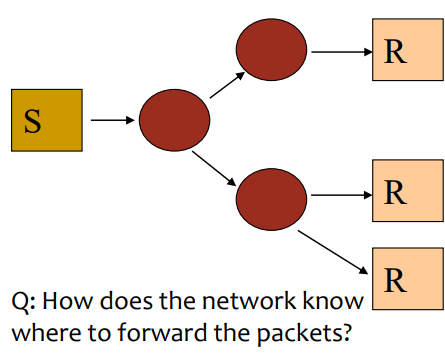 R
S
R
R
Q: How does the network know
where to forward the packets?